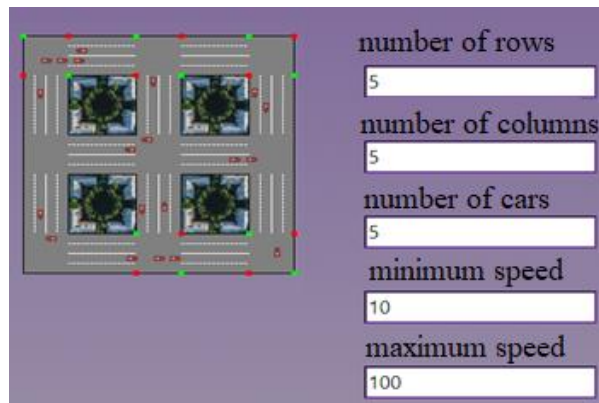 number of rows
5
number of columns
5
number of cars
5
minimum speed
10
maximum speed
100